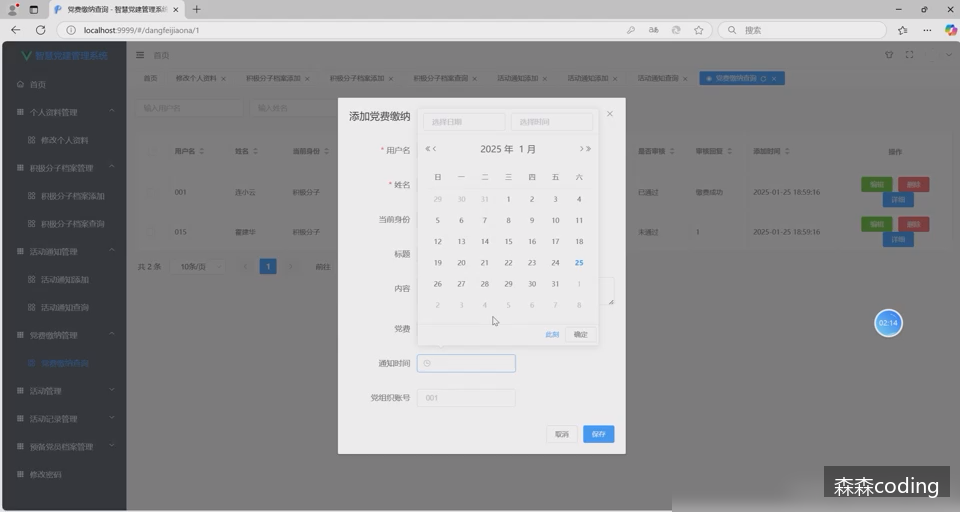 党费缴纳查询 - 智慧党建管理系统
localhost:9999/#/dangfeijiaona/1
搜索
智慧党建管理系统
首页
首页 修改个人资料 积极分子档案添加 积极分子档案添加 积极分子档案查询 活动通知添加 活动通知添加 活动通知查询 党费缴纳查询
首页
个人资料管理
修改个人资料
积极分子档案管理
积极分子档案添加
积极分子档案查询
活动通知管理
活动通知添加
活动通知查询
党费缴纳管理
党费缴纳查询
活动管理
活动记录管理
预备党员档案管理
修改密码
输入用户名 输入姓名
用户名 姓名 当前身份 是否审核 审核回复 添加时间 操作
001 连小云 积极分子 已通过 缴费成功 2025-01-25 18:59:16 编辑 删除
详细
015 霍建华 积极分子 未通过 1 2025-01-25 18:59:16 编辑 删除
详细
共 2 条 10条/页 1 前往
添加党费缴纳
* 用户名
* 姓名
当前身份
标题
内容
党费
通知时间
党组织账号 001
取消 保存
选择日期 选择时间
2025 年 1 月
日 一 二 三 四 五 六
29 30 31 1 2 3 4
5 6 7 8 9 10 11
12 13 14 15 16 17 18
19 20 21 22 23 24 25
26 27 28 29 30 31 1
2 3 4 5 6 7 8
此刻 确定
02:14
森森coding